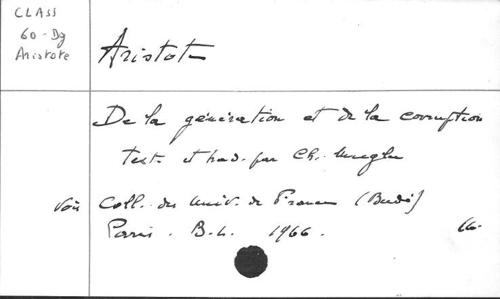 CLASS
60-Dg
Aristote
Aristote
De la génération et de la corruption
Text. et trad. par Ch. Mugler
Voir Coll. des Univ. de France (Budé)
Paris. B.L. 1966.